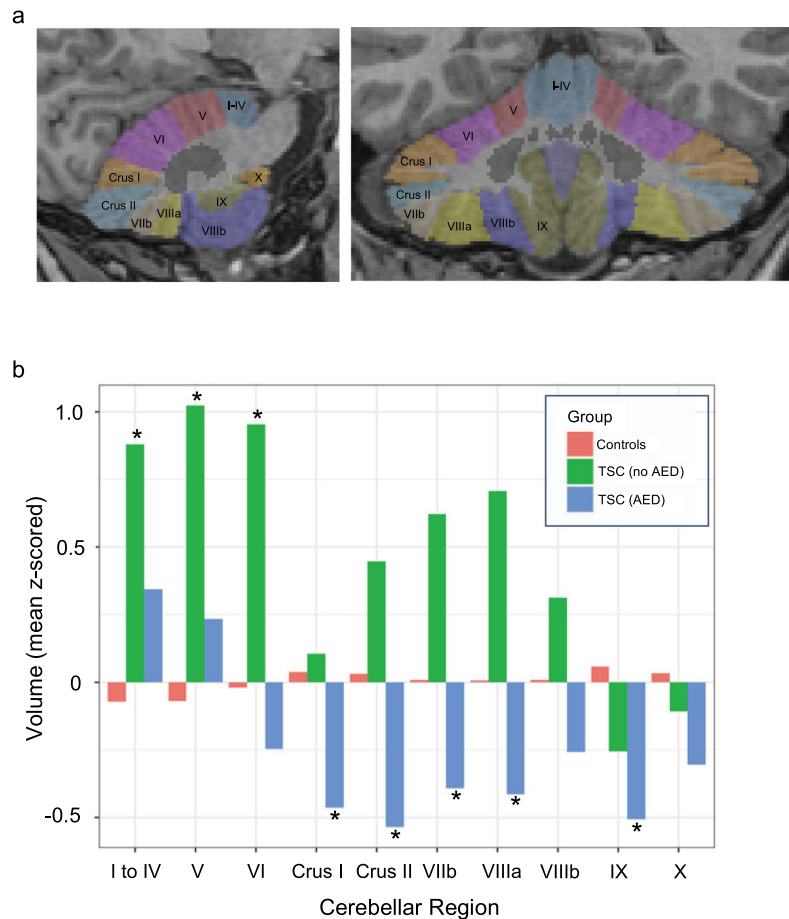 a
I-IV
V
VI
Crus I
X
Crus II
IX
VIIIa
VIIb
VIIIb
I-IV
V
VI
Crus I
Crus II
VIIb
VIIIa
VIIIb
IX
b
Volume (mean z-scored)
1.0
0.5
0
-0.5
* * *
* * * * *
Group
Controls
TSC (no AED)
TSC (AED)
I to IV V VI Crus I Crus II VIIb VIIIa VIIIb IX X
Cerebellar Region